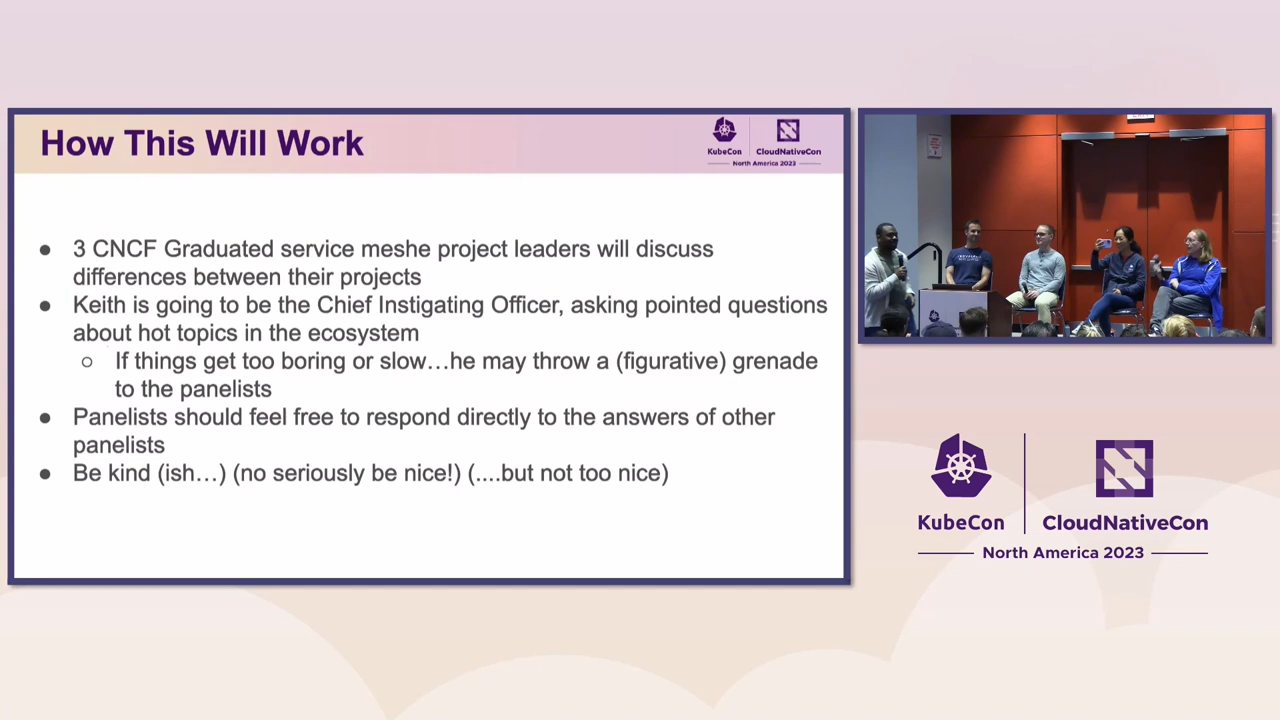 How This Will Work
KubeCon
CloudNativeCon
North America 2023
● 3 CNCF Graduated service meshe project leaders will discuss
differences between their projects
● Keith is going to be the Chief Instigating Officer, asking pointed questions
about hot topics in the ecosystem
○ If things get too boring or slow…he may throw a (figurative) grenade
to the panelists
● Panelists should feel free to respond directly to the answers of other
panelists
● Be kind (ish…) (no seriously be nice!) (....but not too nice)
KubeCon
CloudNativeCon
North America 2023